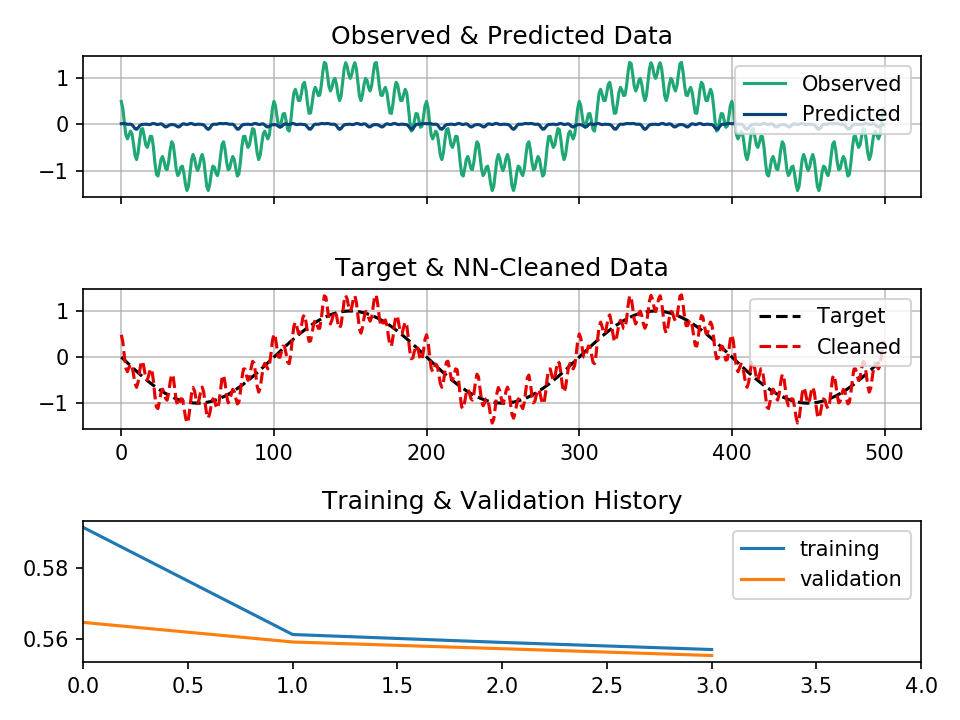 Observed & Predicted Data
1
0
−1
Observed
Predicted
Target & NN-Cleaned Data
1
0
−1
Target
Cleaned
0 100 200 300 400 500
Training & Validation History
0.58
0.56
training
validation
0.0 0.5 1.0 1.5 2.0 2.5 3.0 3.5 4.0